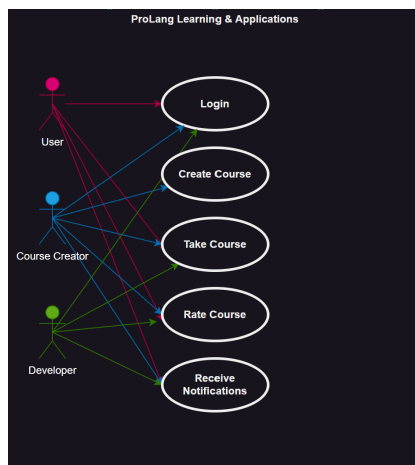 ProLang Learning & Applications
Login
User
Create Course
Take Course
Course Creator
Rate Course
Developer
Receive
Notifications